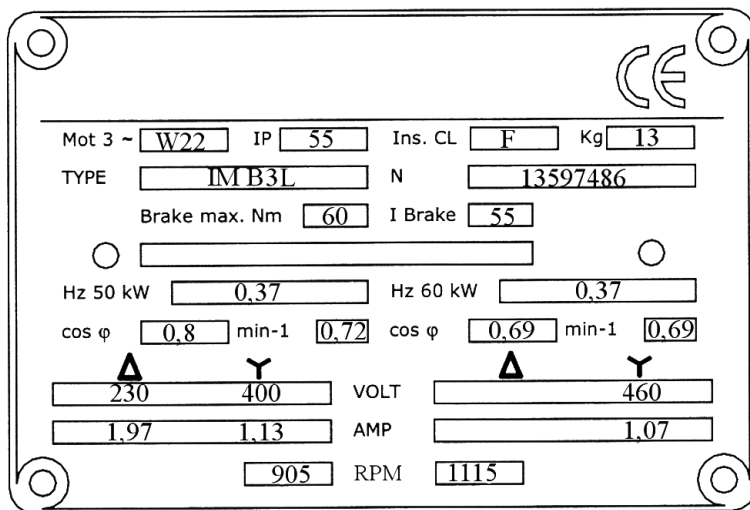 CE
Mot 3 ~ W22 IP 55 Ins. CL F Kg 13
TYPE IM B3L N 13597486
Brake max. Nm 60 I Brake 55
Hz 50 kW 0,37 Hz 60 kW 0,37
cos φ 0,8 min-1 0,72 cos φ 0,69 min-1 0,69
Δ Y Δ Y
230 400 VOLT 460
1,97 1,13 AMP 1,07
905 RPM 1115